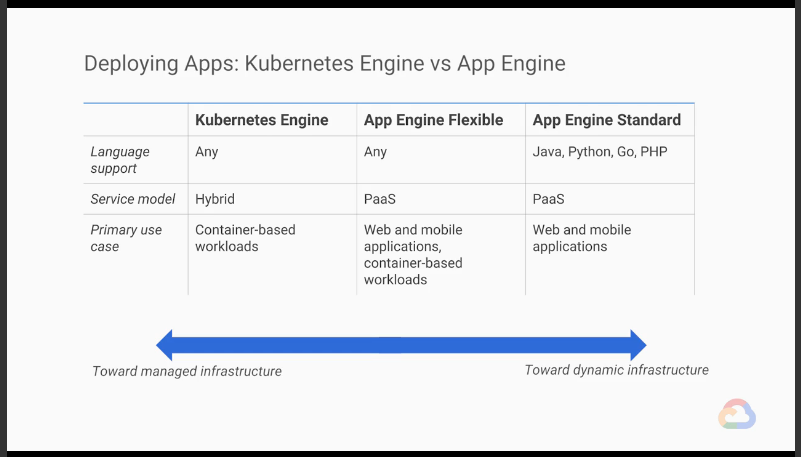 Deploying Apps: Kubernetes Engine vs App Engine
Kubernetes Engine
App Engine Flexible
App Engine Standard
Language
support
Any
Any
Java, Python, Go, PHP
Service model
Hybrid
PaaS
PaaS
Primary use
case
Container-based
workloads
Web and mobile
applications,
container-based
workloads
Web and mobile
applications
Toward managed infrastructure
Toward dynamic infrastructure